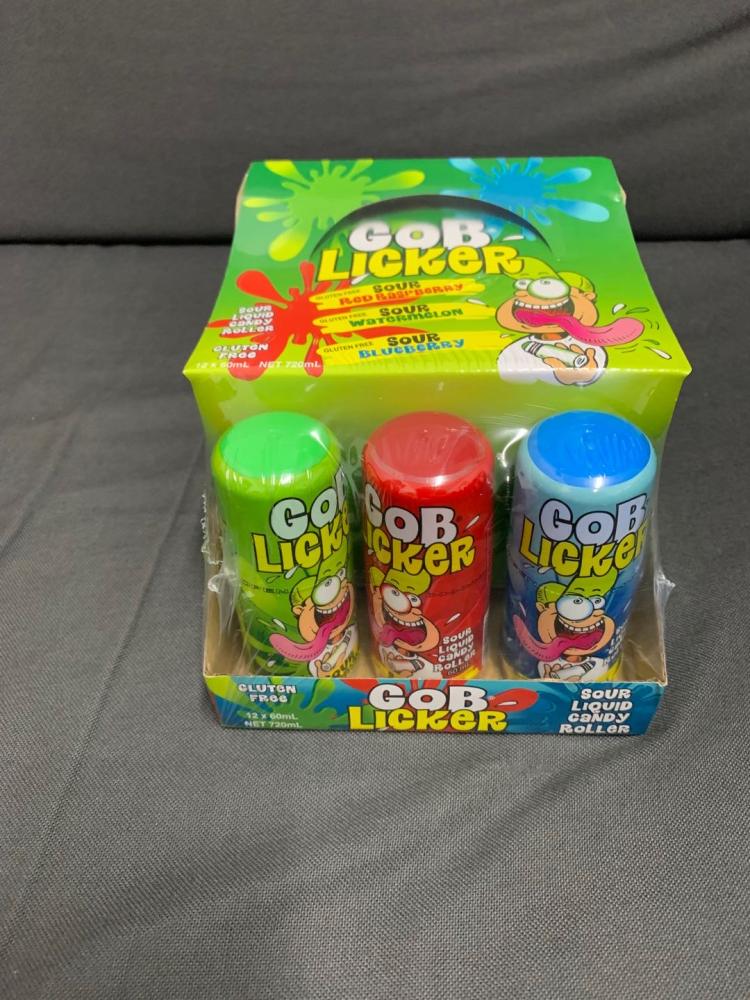 GOB
LICKER
GLUTEN FREE SOUR
RED RASPBERRY
GLUTEN FREE SOUR
WATERMELON
GLUTEN FREE SOUR
BLUEBERRY
SOUR
LIQUID
CANDY
ROLLER
GLUTEN
FREE
12 x 60mL NET 720mL
GOB
LICKER
GOB
LICKER
SOUR
LIQUID
CANDY
ROLLER
60 mL
GOB
LICKER
GLUTEN
FREE
12 x 60mL
NET 720mL
GOB
LICKER
SOUR
LIQUID
CANDY
ROLLER